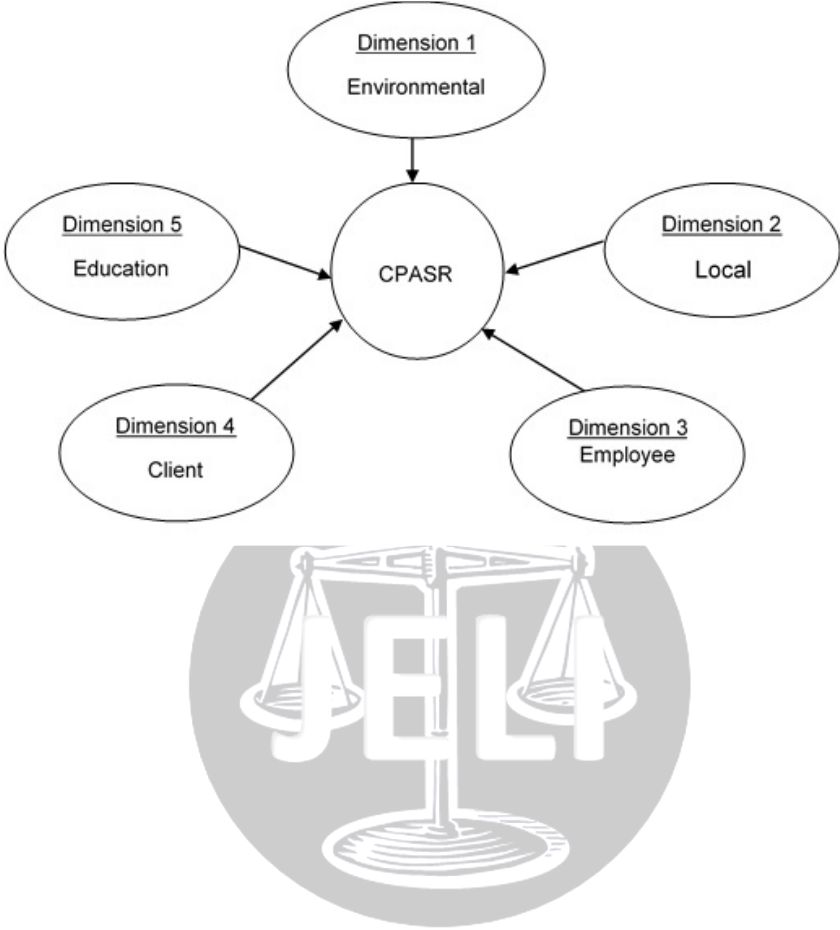 Dimension 1
Environmental
Dimension 5
Education
CPASR
Dimension 2
Local
Dimension 4
Client
Dimension 3
Employee
JELI